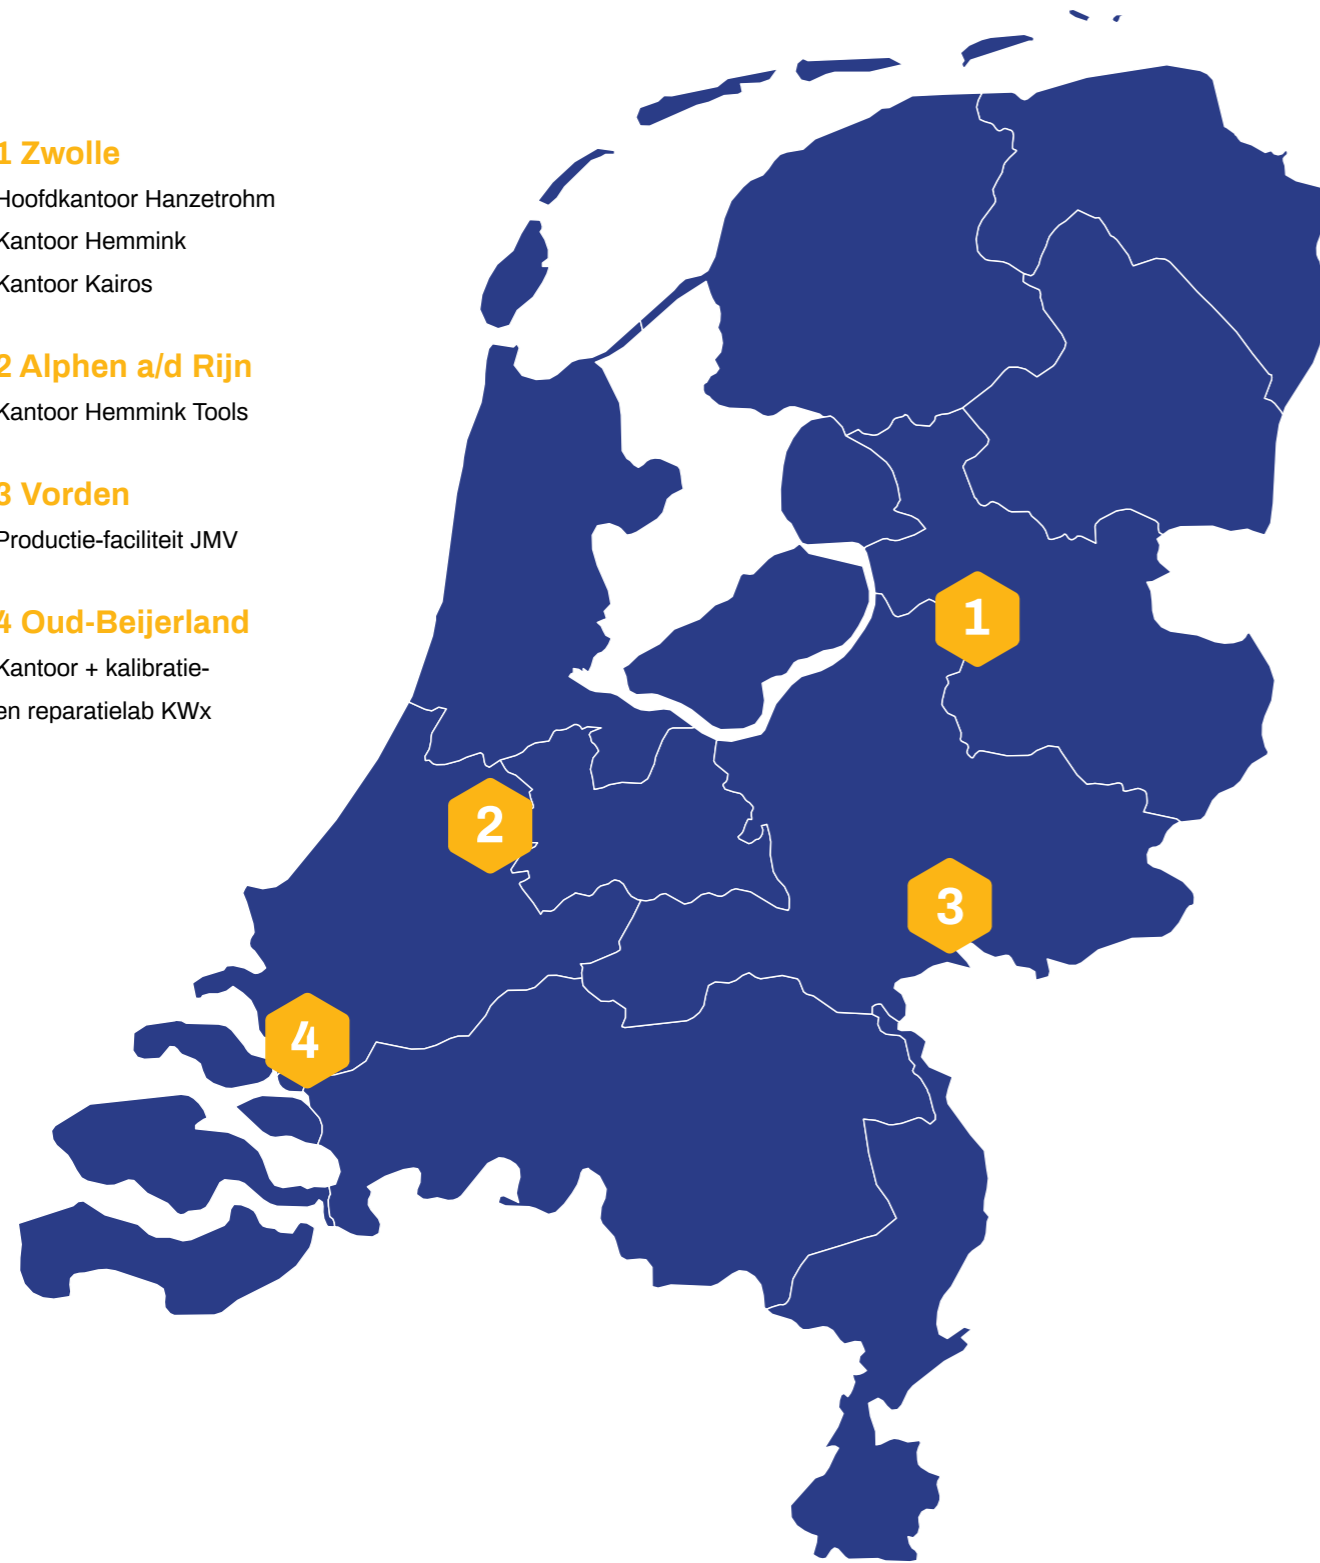 1 Zwolle
Hoofdkantoor Hanzetrohm
Kantoor Hemmink
Kantoor Kairos
2 Alphen a/d Rijn
Kantoor Hemmink Tools
3 Vorden
Productie-faciliteit JMV
4 Oud-Beijerland
Kantoor + kalibratie-
en reparatielab KWx
1
2
3
4